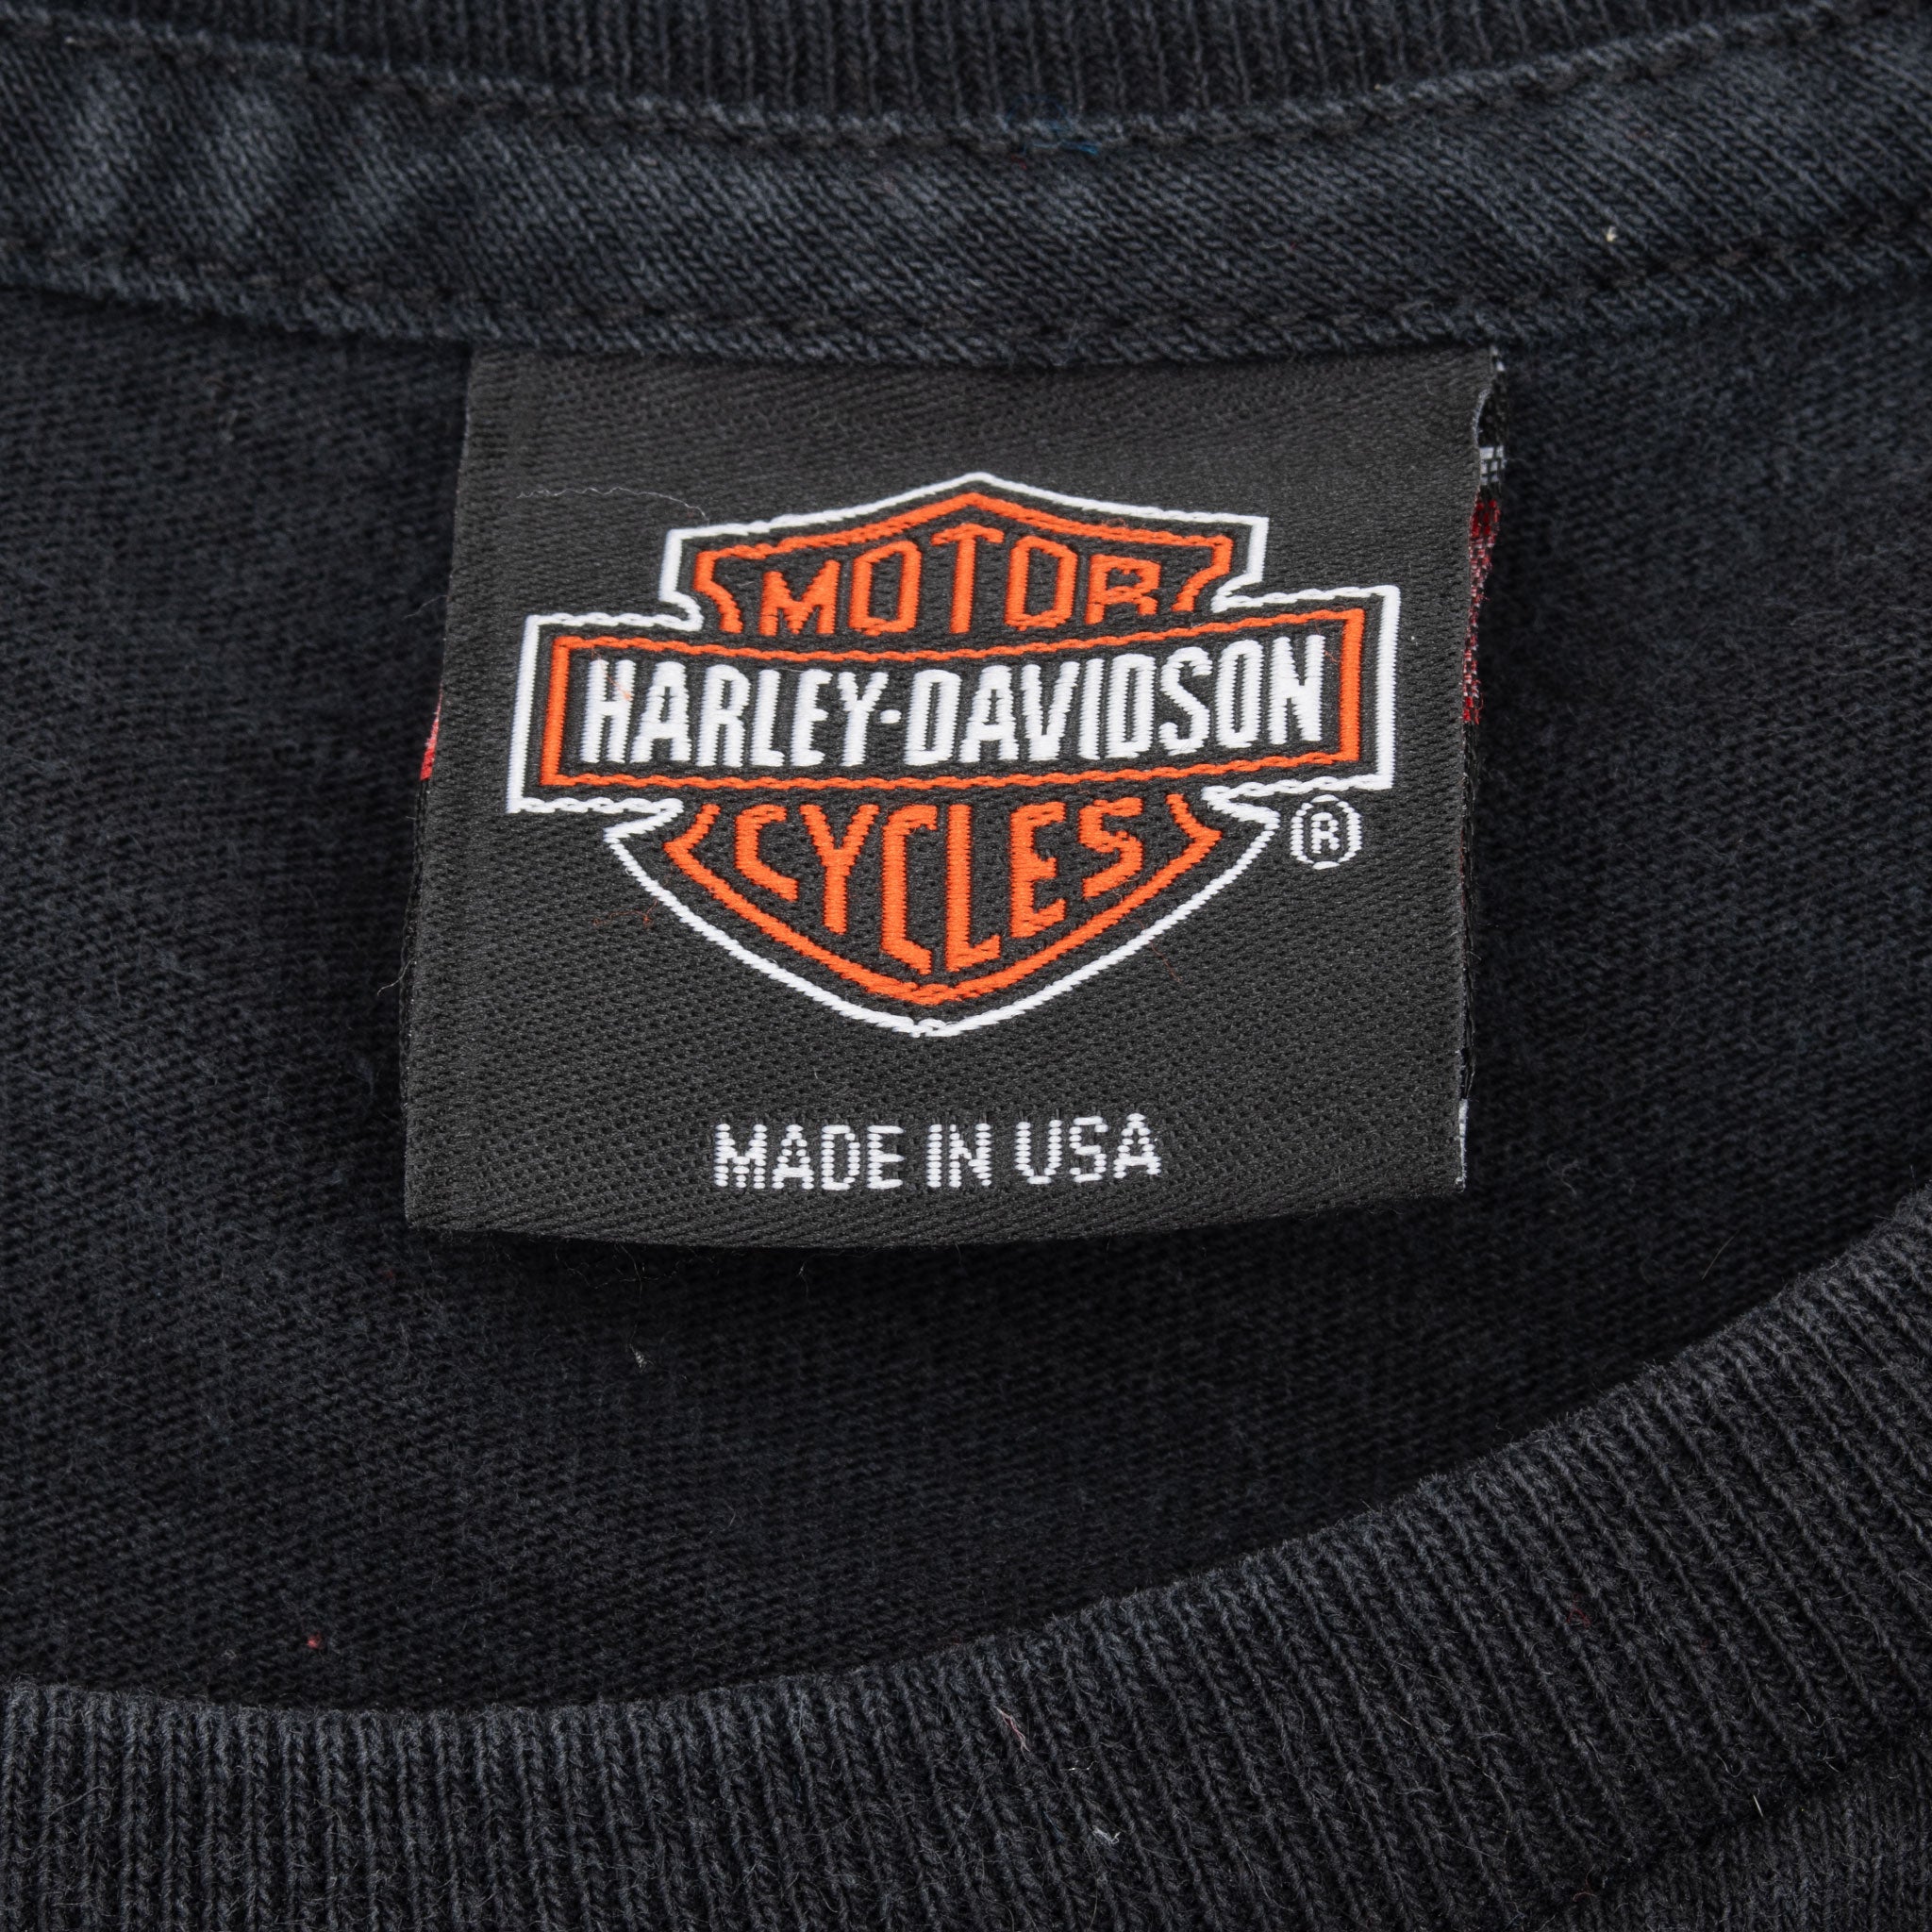 MOTOR
HARLEY-DAVIDSON
CYCLES
®
MADE IN USA